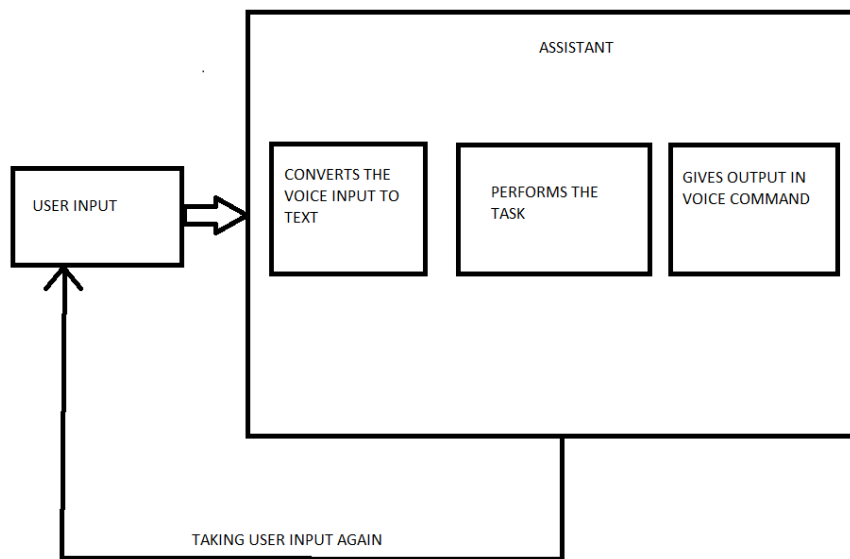 ASSISTANT
USER INPUT
CONVERTS THE
VOICE INPUT TO
TEXT
PERFORMS THE
TASK
GIVES OUTPUT IN
VOICE COMMAND
TAKING USER INPUT AGAIN